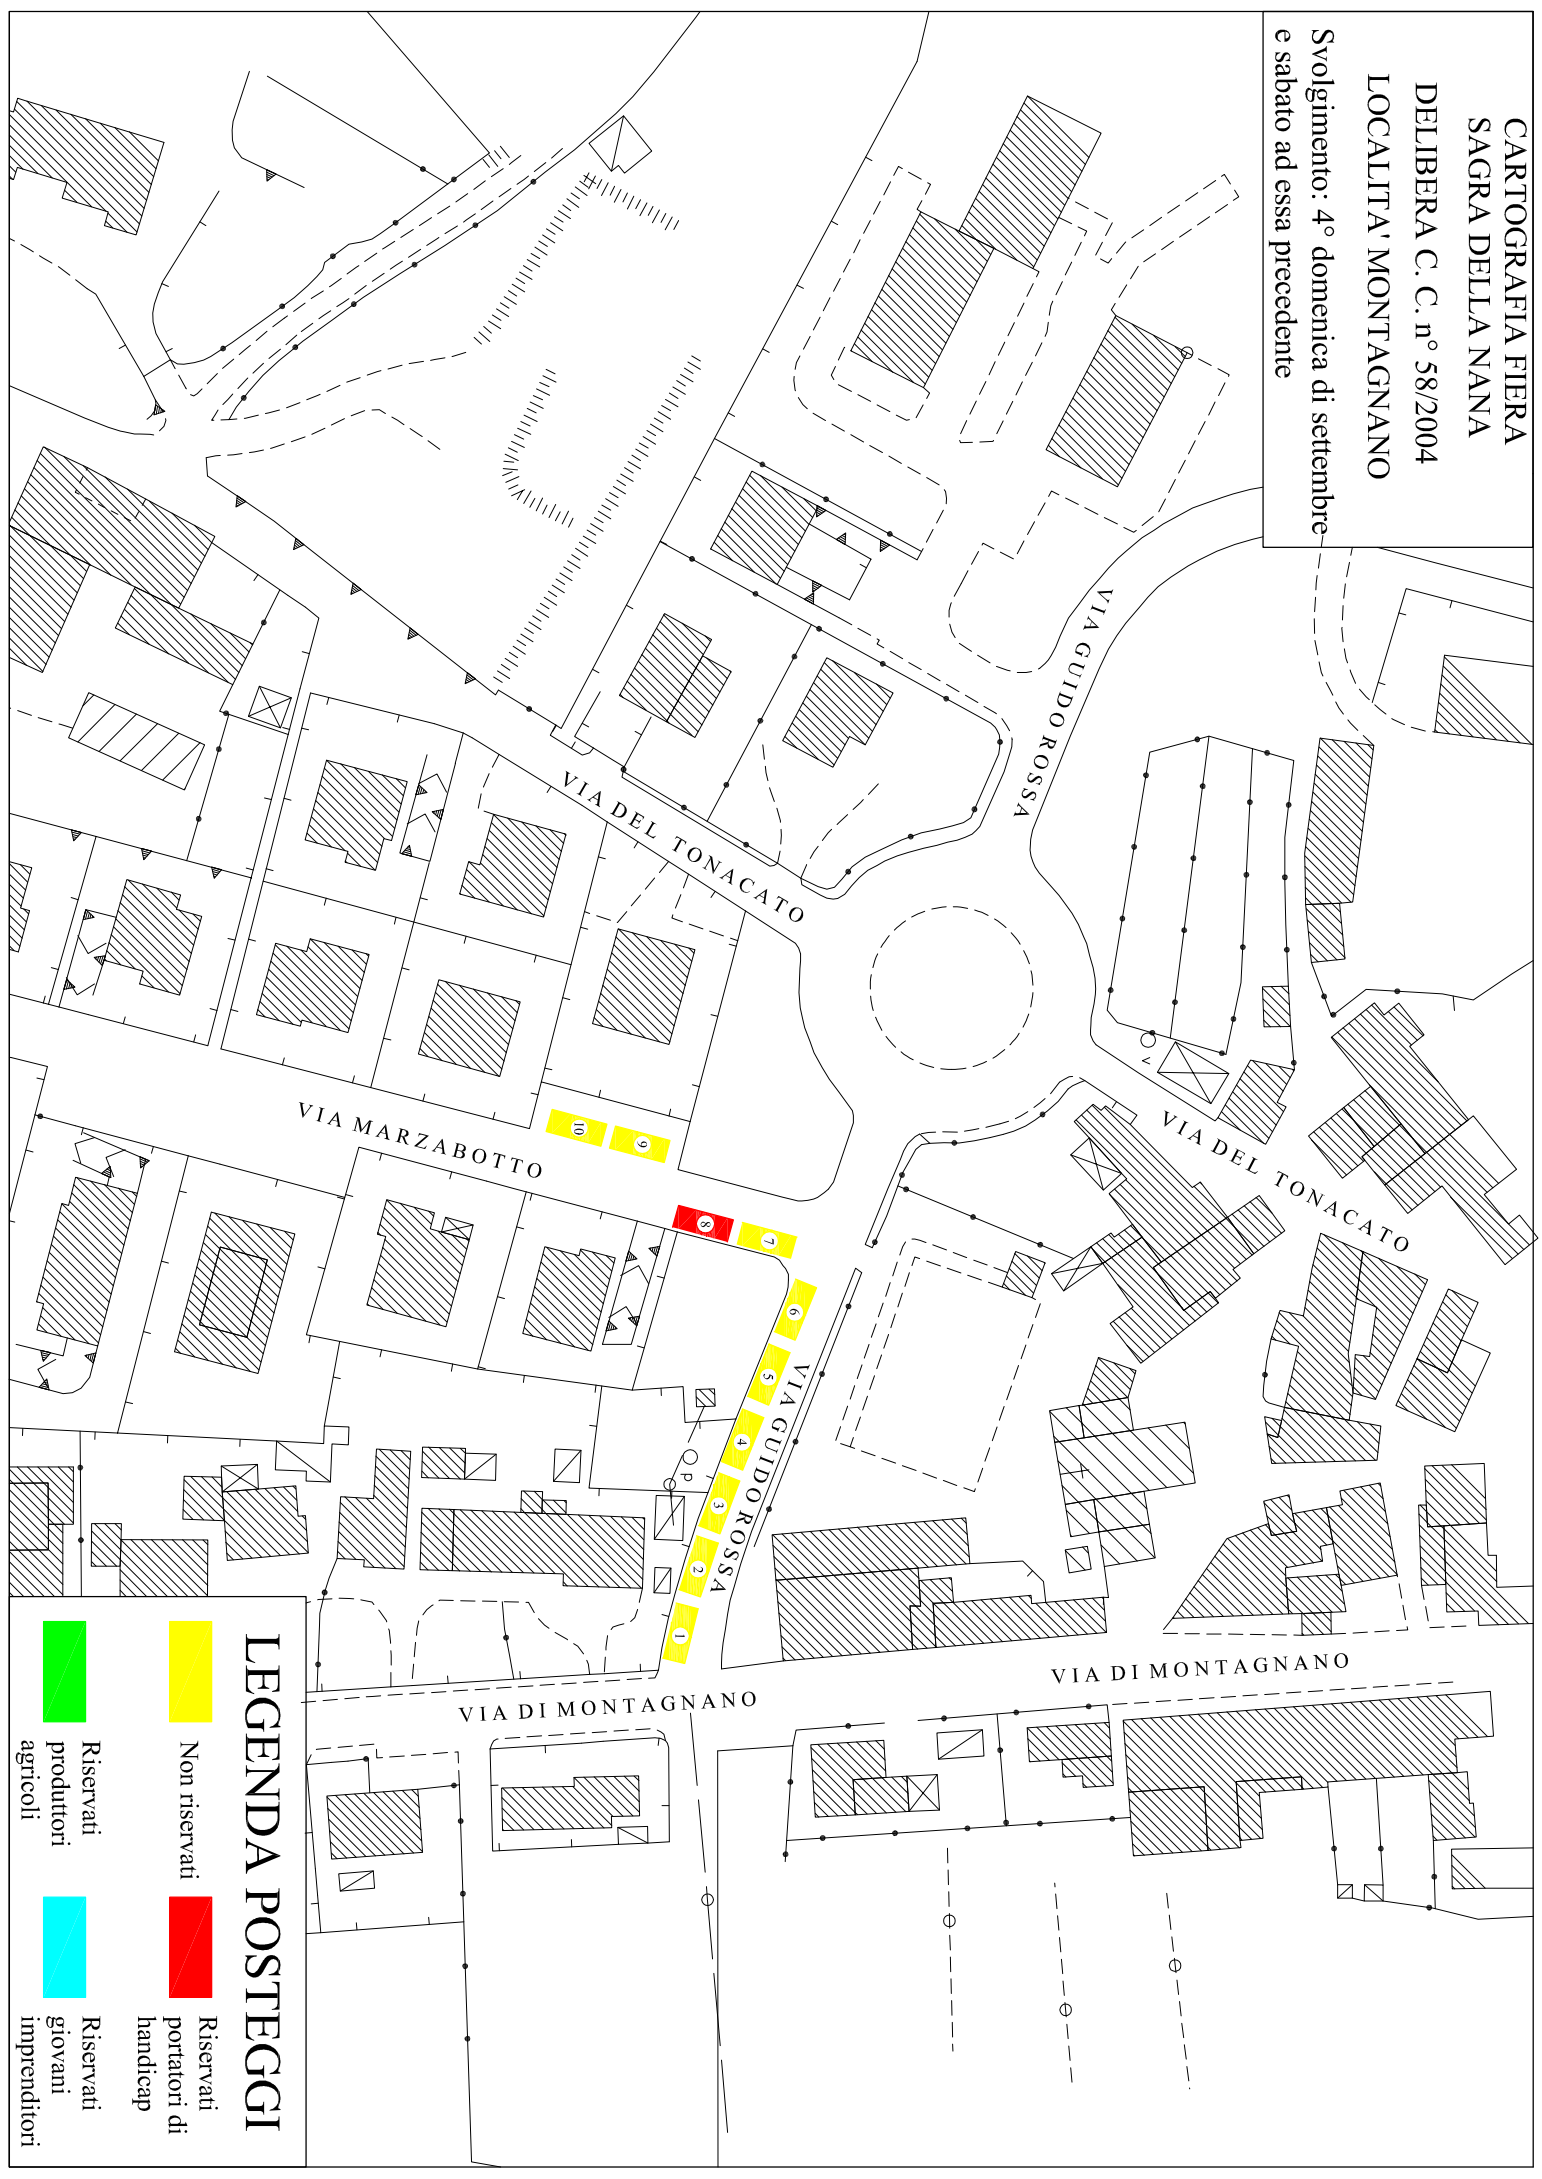 CARTOGRAFIA FIERA
SAGRA DELLA NANA
DELIBERA C. C. n° 58/2004
LOCALITA' MONTAGNANO
Svolgimento: 4° domenica di settembre
e sabato ad essa precedente
VIA GUIDO ROSSA
VIA DEL TONACATO
VIA DEL TONACATO
V
VIA MARZABOTTO
10
9
8
7
6
5
4
3
2
1
VIA GUIDO ROSSA
P
VIA DI MONTAGNANO
VIA DI MONTAGNANO
LEGENDA POSTEGGI
Non riservati
Riservati
portatori di
handicap
Riservati
produttori
agricoli
Riservati
giovani
imprenditori